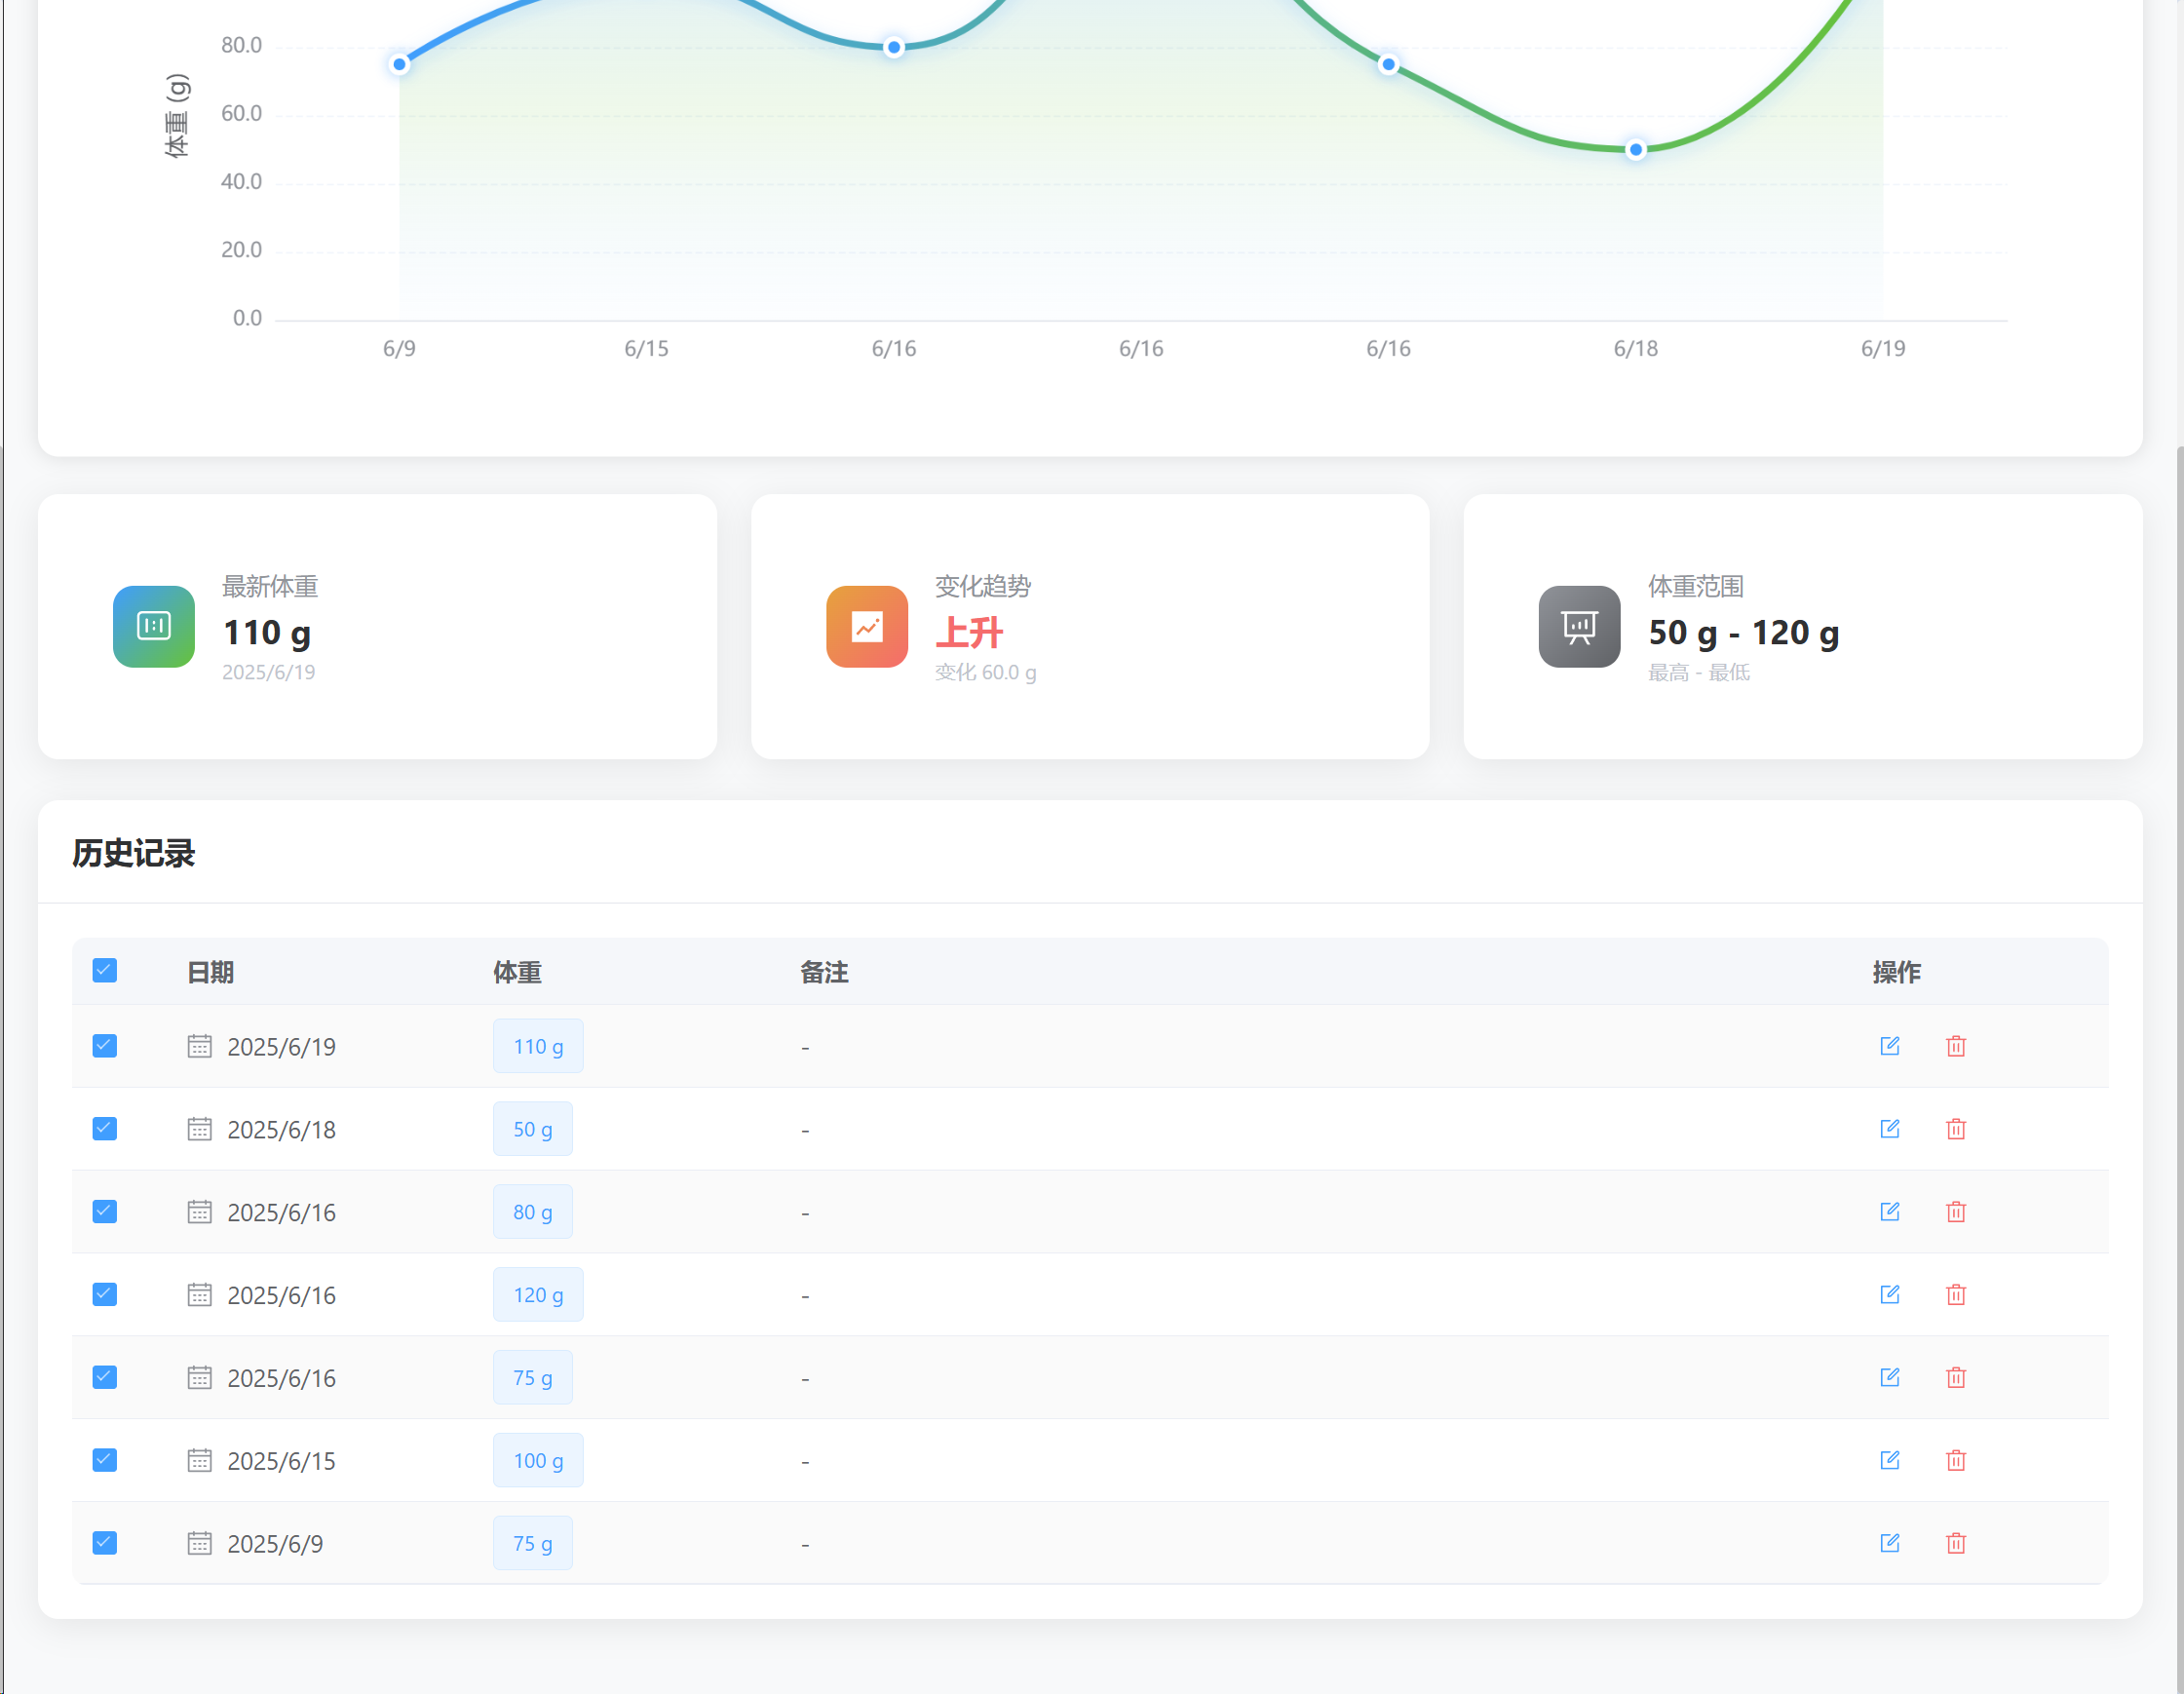 80.0
60.0
40.0
20.0
0.0
体重 (g)
6/9 6/15 6/16 6/16 6/16 6/18 6/19
最新体重
110 g
2025/6/19
变化趋势
上升
变化 60.0 g
体重范围
50 g - 120 g
最高 - 最低
历史记录
日期 体重 备注 操作
2025/6/19 110 g -
2025/6/18 50 g -
2025/6/16 80 g -
2025/6/16 120 g -
2025/6/16 75 g -
2025/6/15 100 g -
2025/6/9 75 g -